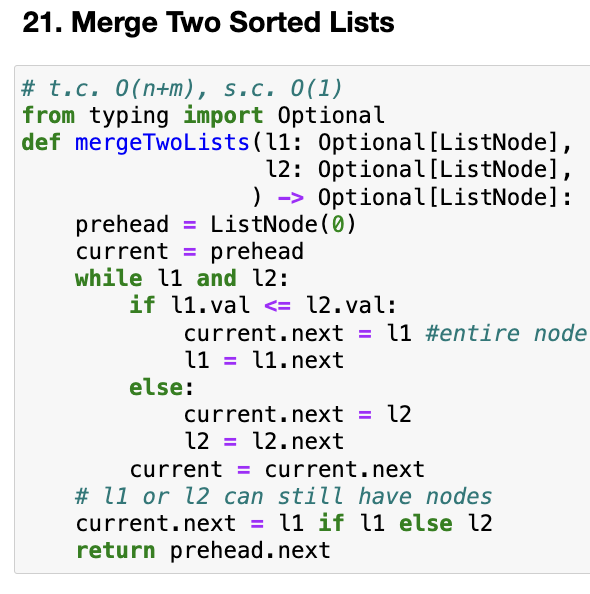 21. Merge Two Sorted Lists
# t.c. O(n+m), s.c. O(1)
from typing import Optional
def mergeTwoLists(l1: Optional[ListNode],
                  l2: Optional[ListNode],
                 ) -> Optional[ListNode]:
    prehead = ListNode(0)
    current = prehead
    while l1 and l2:
        if l1.val <= l2.val:
            current.next = l1 #entire node
            l1 = l1.next
        else:
            current.next = l2
            l2 = l2.next
        current = current.next
    # l1 or l2 can still have nodes
    current.next = l1 if l1 else l2
    return prehead.next